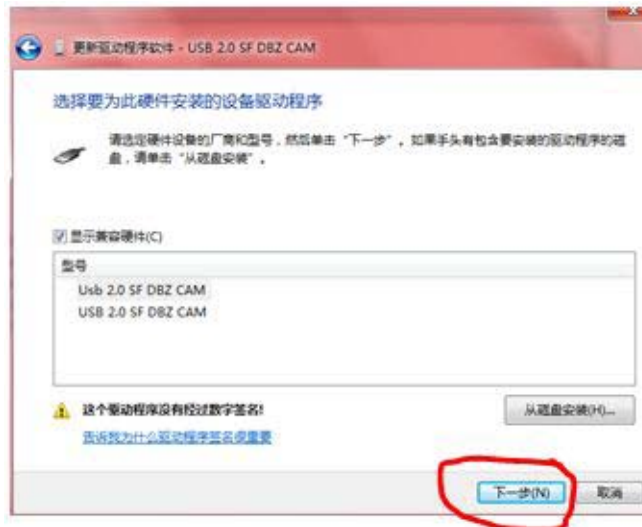 更新驱动程序软件 - USB 2.0 SF DBZ CAM
选择要为此硬件安装的设备驱动程序
请选定硬件设备的厂商和型号，然后单击“下一步”。如果手头有包含要安装的驱动程序的磁
盘，请单击“从磁盘安装”。
显示兼容硬件(C)
型号
Usb 2.0 SF DBZ CAM
USB 2.0 SF DBZ CAM
这个驱动程序没有经过数字签名!
从磁盘安装(H)...
告诉我为什么驱动程序签名很重要
下一步(N)
取消